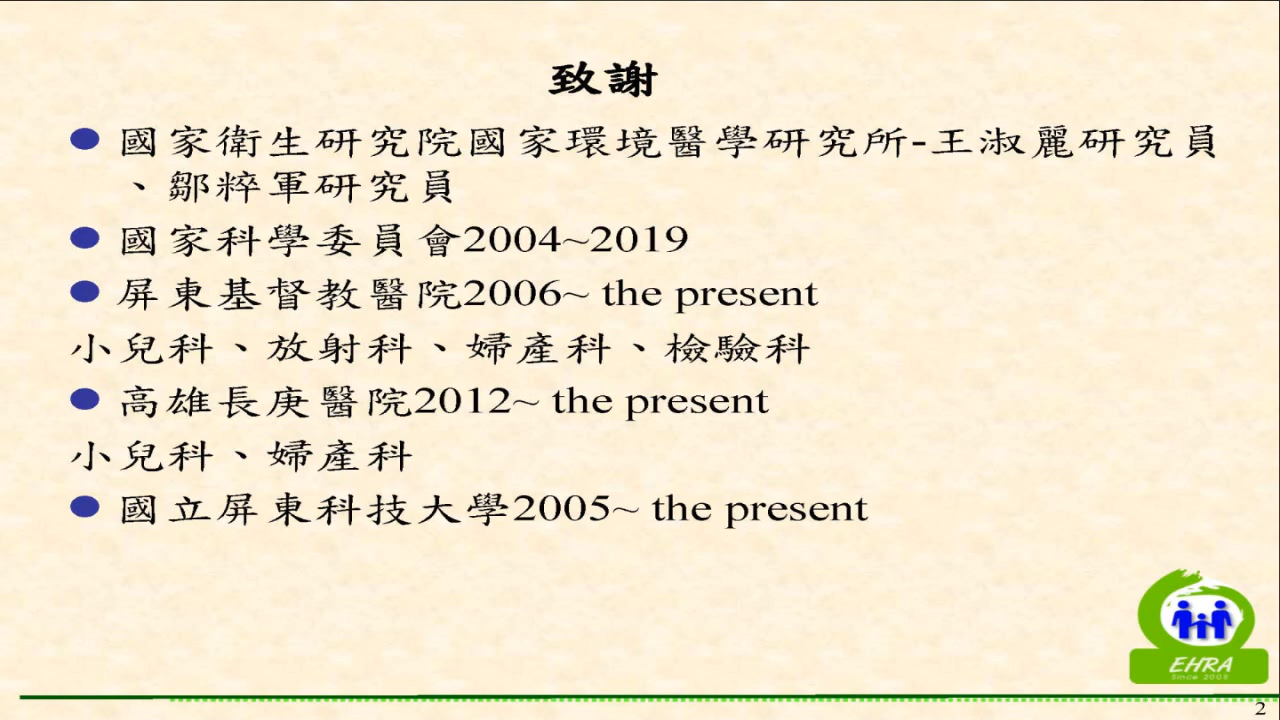 致謝
國家衛生研究院國家環境醫學研究所-王淑麗研究員
、鄒粹軍研究員
國家科學委員會2004~2019
屏東基督教醫院2006~ the present
小兒科、放射科、婦產科、檢驗科
高雄長庚醫院2012~ the present
小兒科、婦產科
國立屏東科技大學2005~ the present
EHRA
Since 2005
2